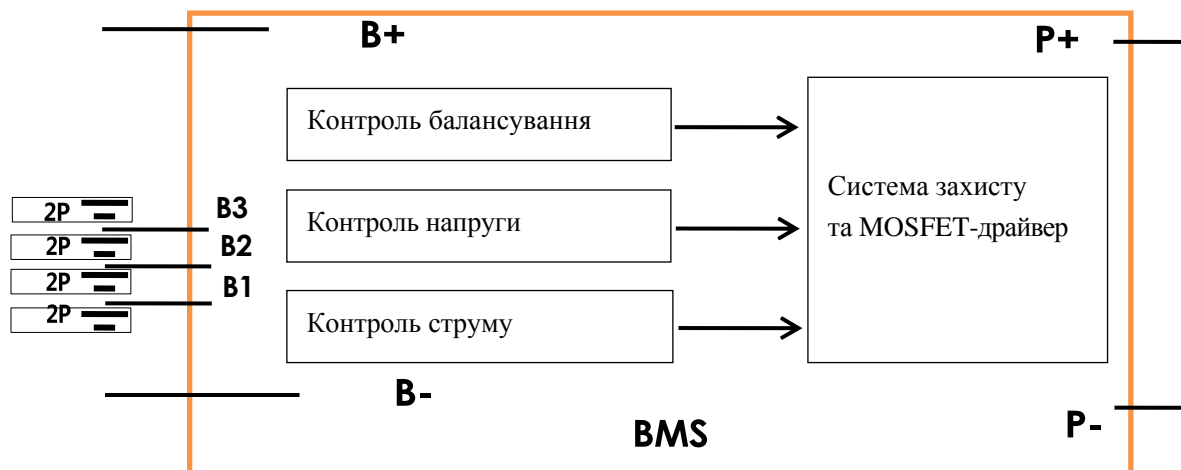 B+
P+
Контроль балансування
Система захисту
та MOSFET-драйвер
2P
B3
Контроль напруги
2P
B2
2P
B1
2P
Контроль струму
B-
P-
BMS